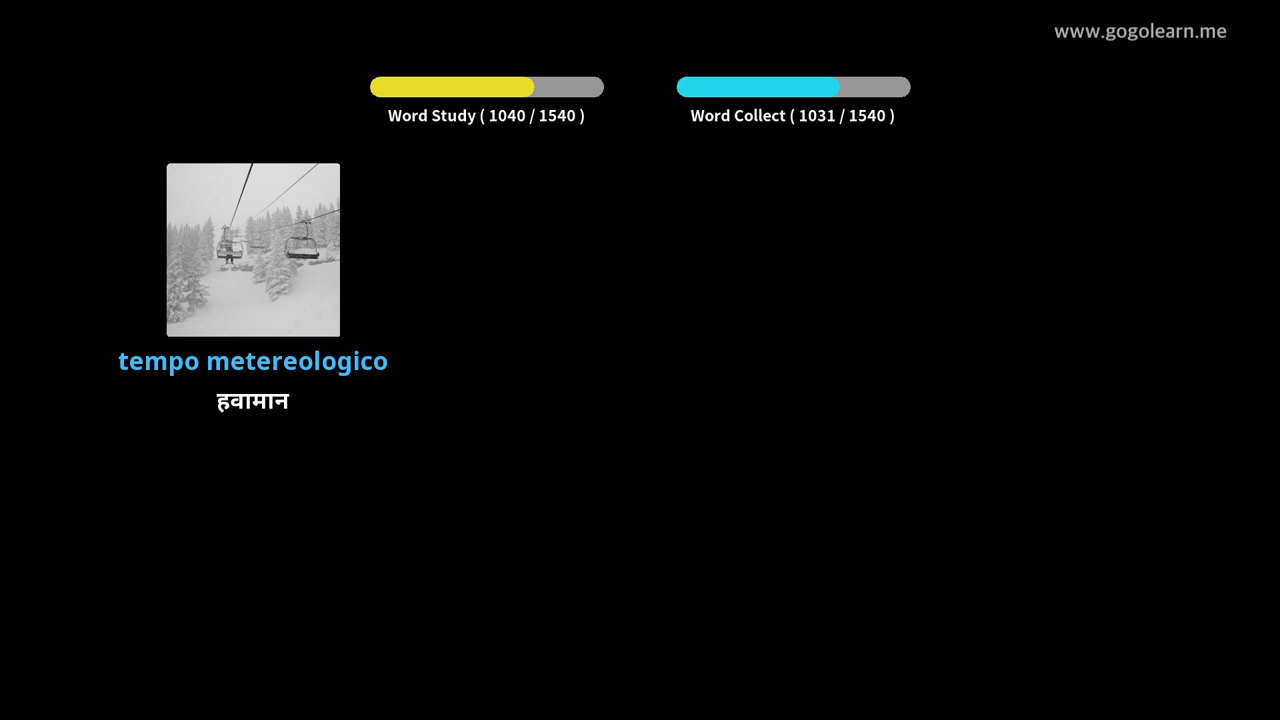 www.gogolearn.me
Word Study ( 1040 / 1540 )
Word Collect ( 1031 / 1540 )
tempo metereologico
हवामान